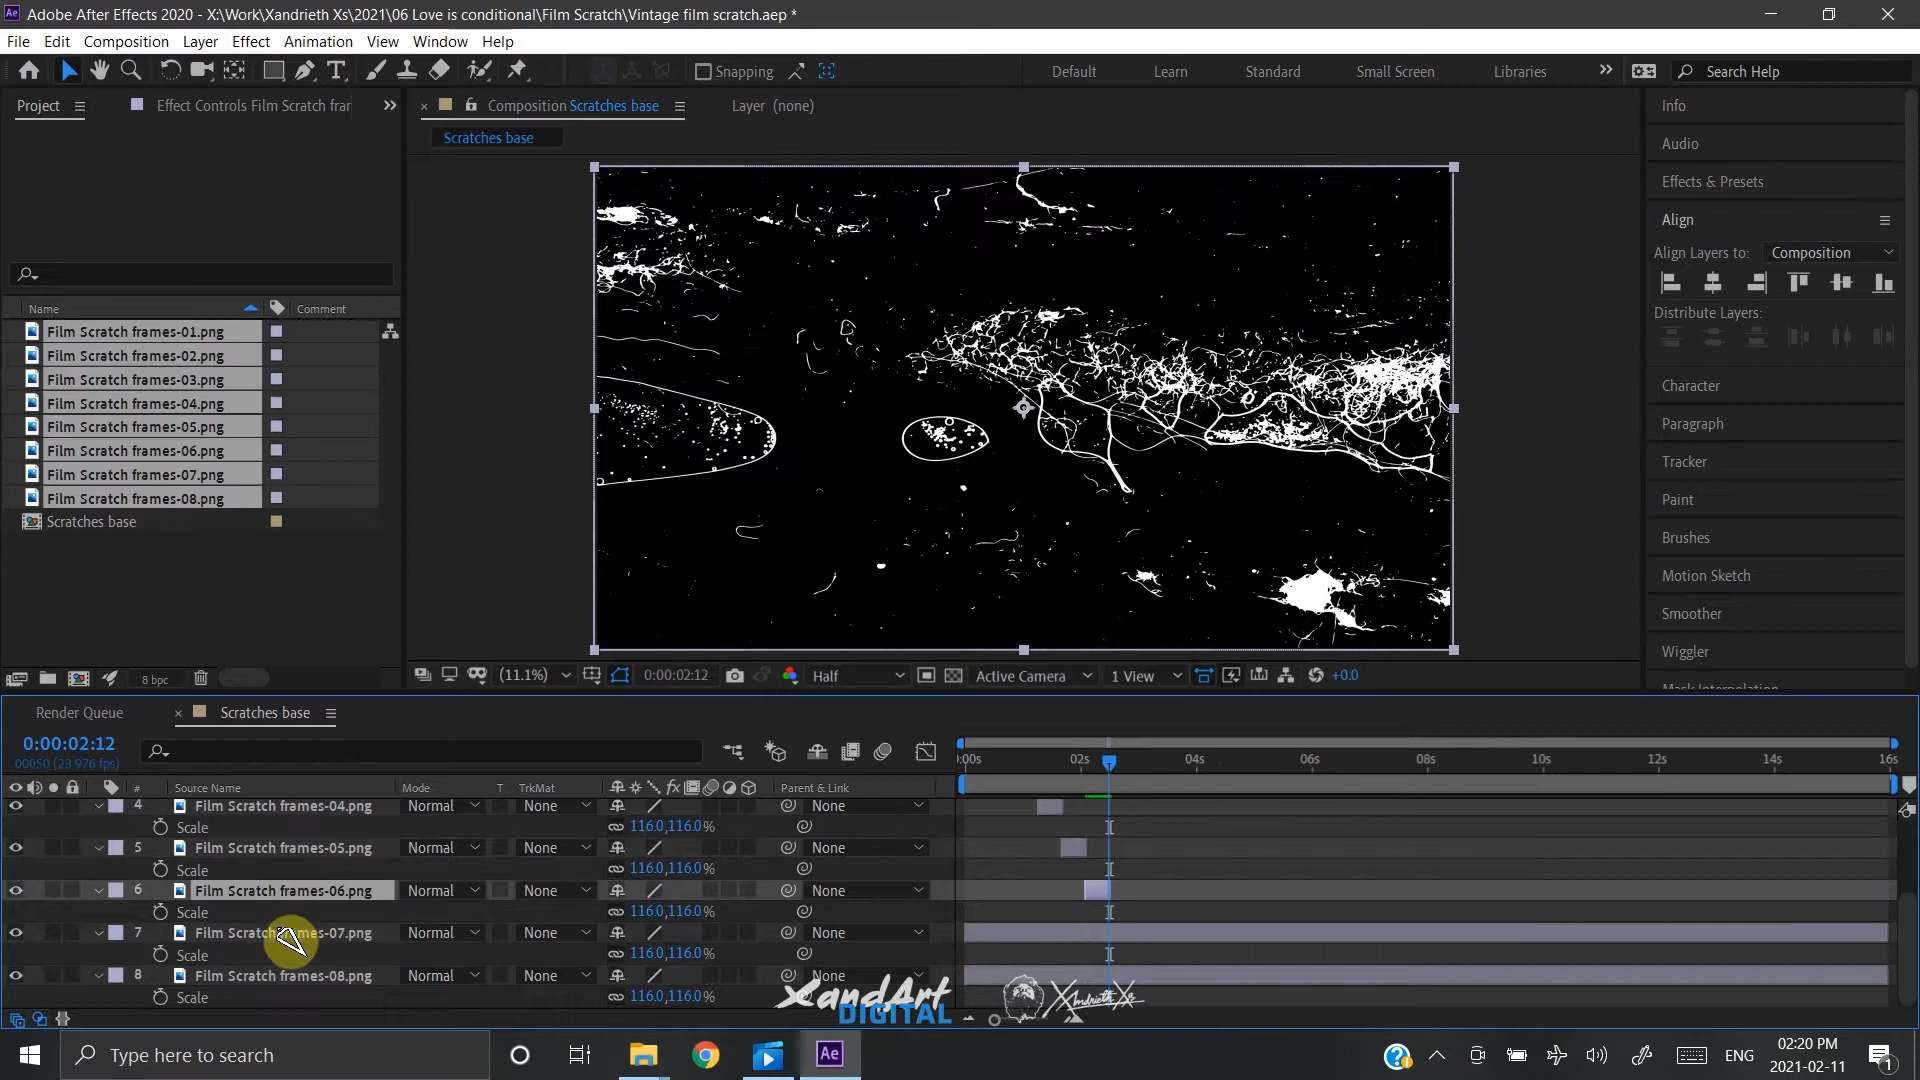 Adobe After Effects 2020 - X:\Work\Xandrieth Xs\2021\06 Love is conditional\Film Scratch\Vintage film scratch.aep *
File Edit Composition Layer Effect Animation View Window Help
Snapping Default Learn Standard Small Screen Libraries Search Help
Project Effect Controls Film Scratch frar Composition Scratches base Layer (none) Info
Scratches base
Audio
Effects & Presets
Align
Align Layers to: Composition
Distribute Layers:
Character
Paragraph
Tracker
Paint
Brushes
Motion Sketch
Smoother
Wiggler
Name Comment
Film Scratch frames-01.png
Film Scratch frames-02.png
Film Scratch frames-03.png
Film Scratch frames-04.png
Film Scratch frames-05.png
Film Scratch frames-06.png
Film Scratch frames-07.png
Film Scratch frames-08.png
Scratches base
8 bpc (11.1%) 0:00:02:12 Half Active Camera 1 View +0.0
Render Queue Scratches base
0:00:02:12
00050 (23.976 fps)
:00s 02s 04s 06s 08s 10s 12s 14s 16s
# Source Name Mode T TrkMat Parent & Link
4 Film Scratch frames-04.png Normal None None
Scale 116.0,116.0%
5 Film Scratch frames-05.png Normal None None
Scale 116.0,116.0%
6 Film Scratch frames-06.png Normal None None
Scale 116.0,116.0%
7 Film Scratch frames-07.png Normal None None
Scale 116.0,116.0%
8 Film Scratch frames-08.png Normal None None
Scale 116.0,116.0%
XandArt
DIGITAL
Xandrieth Xs
Type here to search Ae ENG 02:20 PM
2021-02-11 1